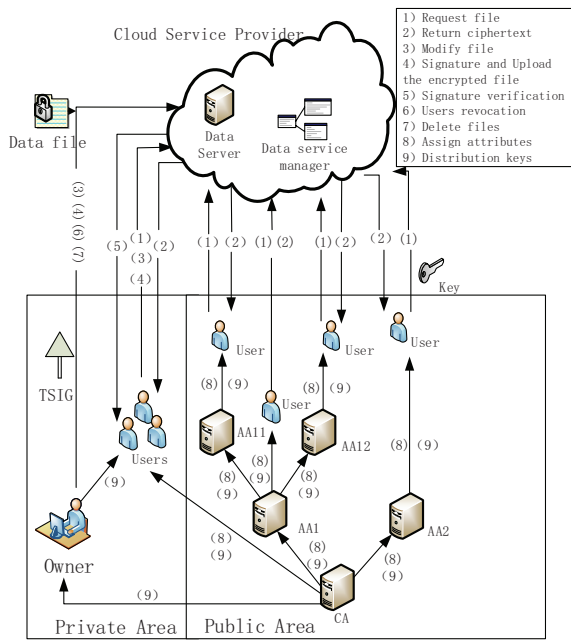 Cloud Service Provider
1) Request file
2) Return ciphertext
3) Modify file
4) Signature and Upload
the encrypted file
5) Signature verification
6) Users revocation
7) Delete files
8) Assign attributes
9) Distribution keys
Data file
Data
Server
Data service
manager
(3)
(4)
(6)
(7)
(5)
(1)
(3)
(4)
(2)
(1)
(2)
(1)
(2)
(1)
(2)
(2)
(1)
Key
TSIG
User
User
User
(8)
(9)
(8)
(9)
User
(8)
(9)
Users
AA11
AA12
(9)
(8)
(9)
(8)
(9)
(8)
(9)
AA1
AA2
Owner
(8)
(9)
(8)
(9)
(8)
(9)
(9)
CA
Private Area
Public Area